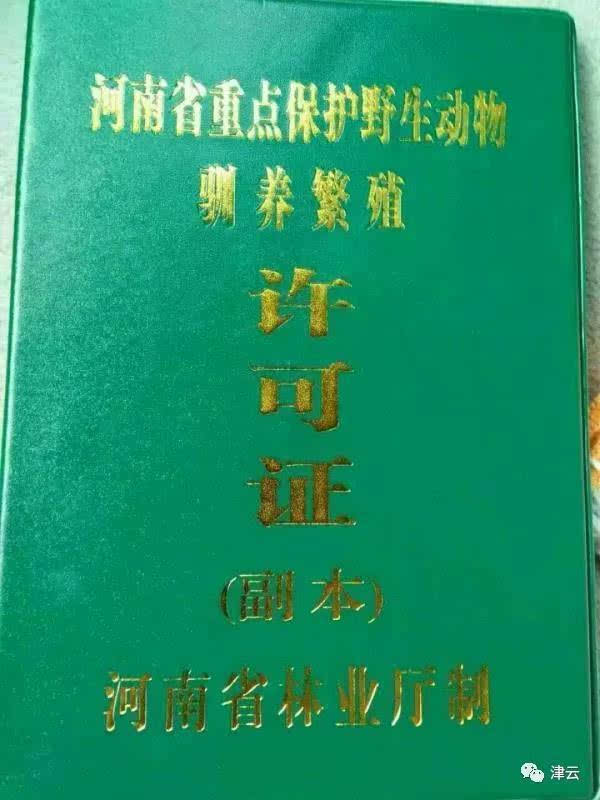 河南省重点保护野生动物
驯养繁殖
许
可
证
(副本)
河南省林业厅制
津云